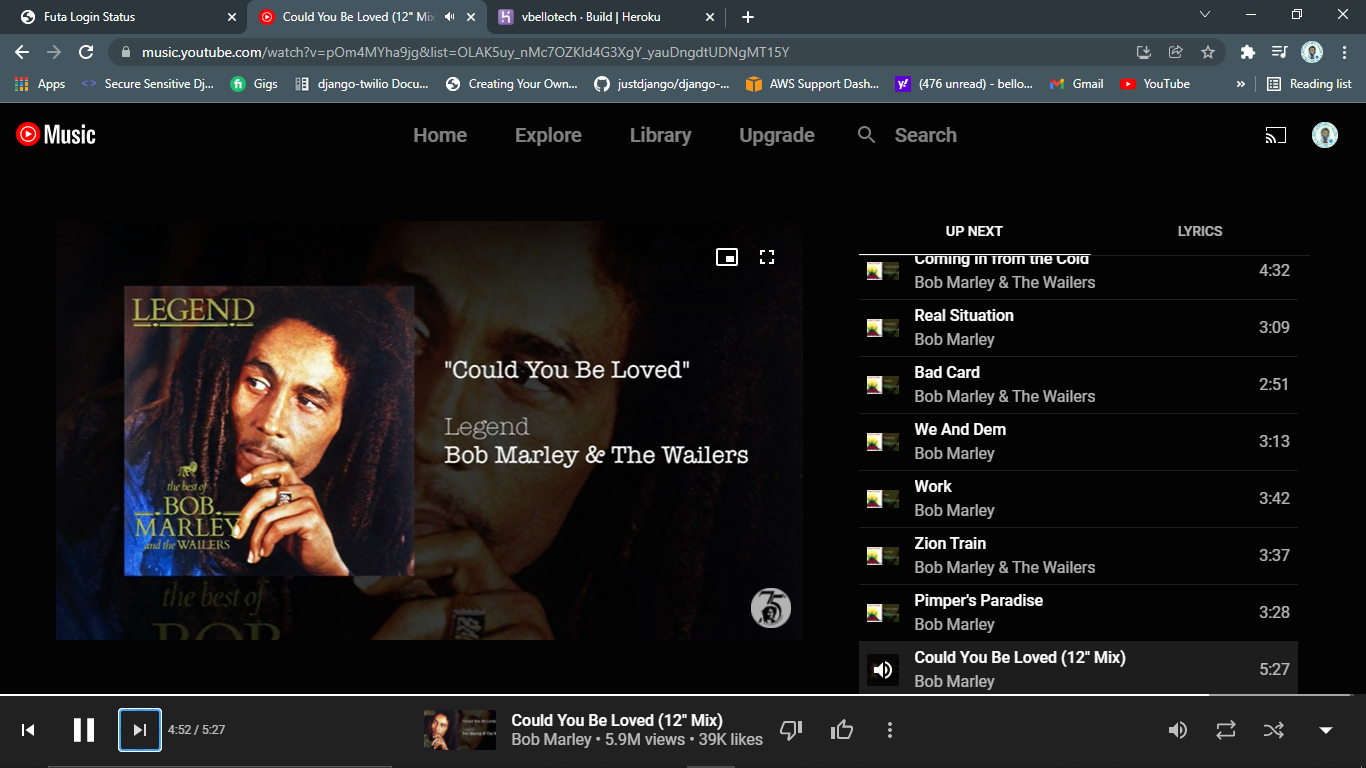 Futa Login Status
Could You Be Loved (12" Mix
vbellotech · Build | Heroku
music.youtube.com/watch?v=pOm4MYha9jg&list=OLAK5uy_nMc7OZKld4G3XgY_yauDngdtUDNgMT15Y
Apps
<> Secure Sensitive Dj...
fi Gigs
django-twilio Docu...
Creating Your Own...
justdjango/django-...
AWS Support Dash...
(476 unread) - bello...
Gmail
YouTube
»
Reading list
Music
Home
Explore
Library
Upgrade
Search
LEGEND
the best of
BOB
MARLEY
and the WAILERS
"Could You Be Loved"
Legend
Bob Marley & The Wailers
the best of
BOB
75
UP NEXT
LYRICS
Coming in from the Cold
Bob Marley & The Wailers
4:32
Real Situation
Bob Marley
3:09
Bad Card
Bob Marley & The Wailers
2:51
We And Dem
Bob Marley
3:13
Work
Bob Marley
3:42
Zion Train
Bob Marley & The Wailers
3:37
Pimper's Paradise
Bob Marley
3:28
Could You Be Loved (12" Mix)
Bob Marley
5:27
4:52 / 5:27
Could You Be Loved (12" Mix)
Bob Marley • 5.9M views • 39K likes